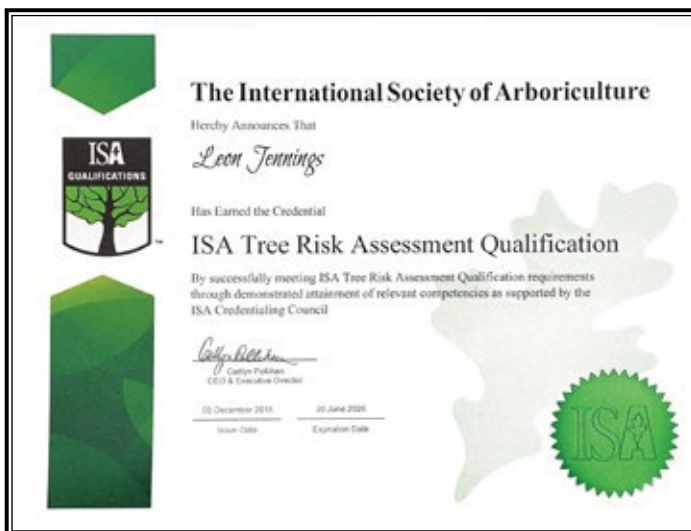 The International Society of Arboriculture
Hereby Announces That
Leon Jennings
ISA
QUALIFICATIONS
™
Has Earned the Credential
ISA Tree Risk Assessment Qualification
By successfully meeting ISA Tree Risk Assessment Qualification requirements
through demonstrated attainment of relevant competencies as supported by the
ISA Credentialing Council
Caitlyn Pollihan
CEO & Executive Director
June
Issue Date
Expiration Date
ISA